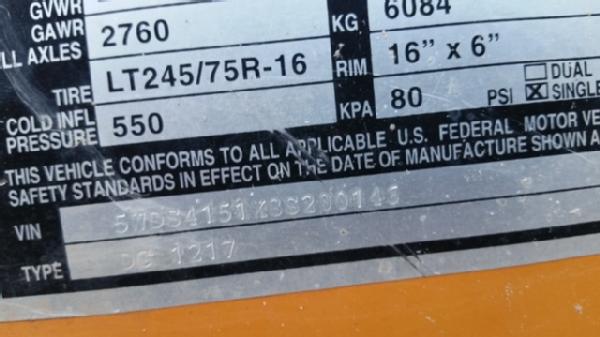 GVWR
GAWR 2760 KG 6084
LL AXLES
TIRE LT245/75R-16 RIM 16" x 6"
COLD INFL. PRESSURE 550 KPA 80 PSI DUAL SINGLE
THIS VEHICLE CONFORMS TO ALL APPLICABLE U.S. FEDERAL MOTOR VE
SAFETY STANDARDS IN EFFECT ON THE DATE OF MANUFACTURE SHOWN A
VIN
TYPE DG 1217